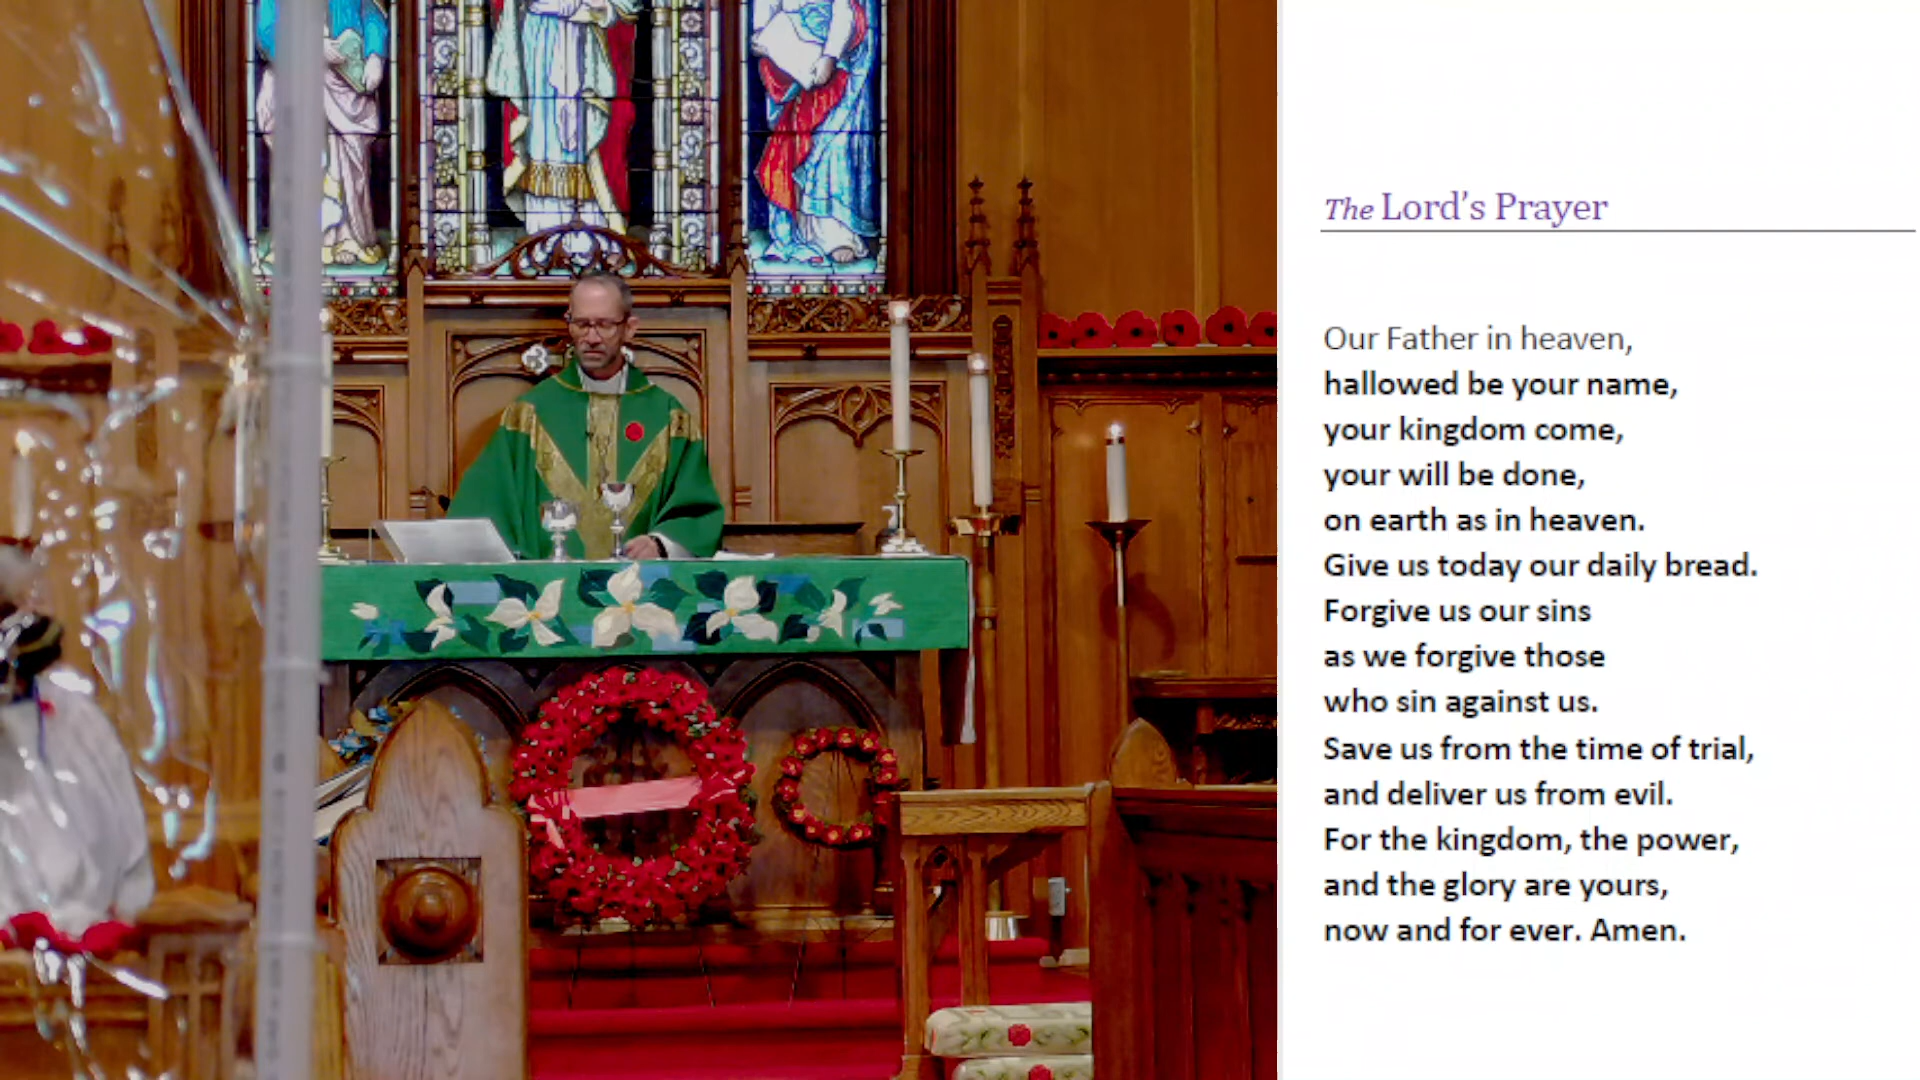 The Lord's Prayer
Our Father in heaven,
hallowed be your name,
your kingdom come,
your will be done,
on earth as in heaven.
Give us today our daily bread.
Forgive us our sins
as we forgive those
who sin against us.
Save us from the time of trial,
and deliver us from evil.
For the kingdom, the power,
and the glory are yours,
now and for ever. Amen.